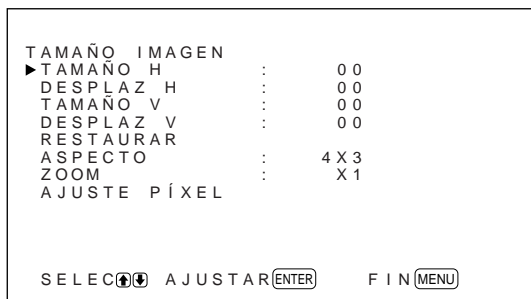 TAMAÑO IMAGEN
▶TAMAÑO H : 00
DESPLAZ H : 00
TAMAÑO V : 00
DESPLAZ V : 00
RESTAURAR
ASPECTO : 4X3
ZOOM : X1
AJUSTE PÍXEL
SELEC⬆⬇ AJUSTAR ENTER FIN MENU